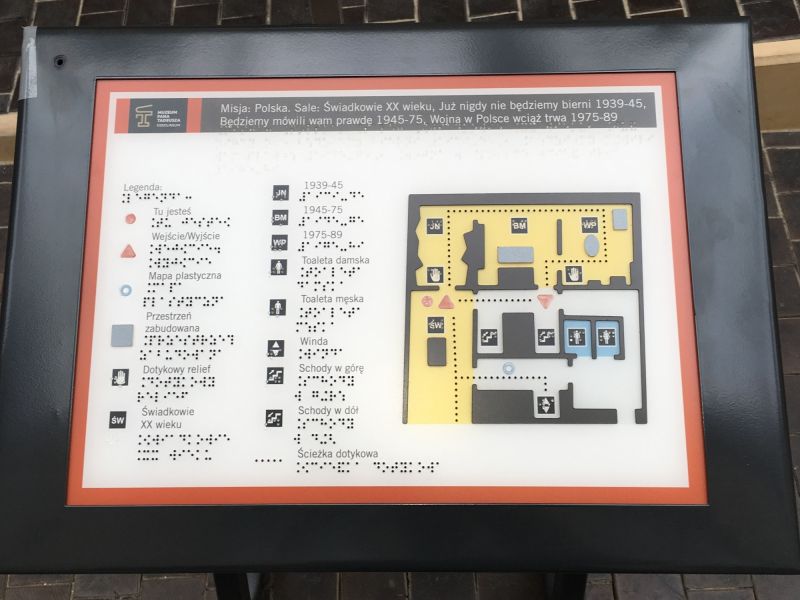 MUZEUM
PANA
TADEUSZA
OSSOLINEUM
Misja: Polska. Sale: Świadkowie XX wieku, Już nigdy nie będziemy bierni 1939-45,
Będziemy mówili wam prawdę 1945-75, Wojna w Polsce wciąż trwa 1975-89
Legenda:
Tu jesteś
Wejście/Wyjście
Mapa plastyczna
Przestrzeń
zabudowana
Dotykowy relief
ŚW
Świadkowie
XX wieku
JN
1939-45
BM
1945-75
WP
1975-89
Toaleta damska
Toaleta męska
Winda
Schody w górę
Schody w dół
Ścieżka dotykowa
JN
BM
WP
ŚW